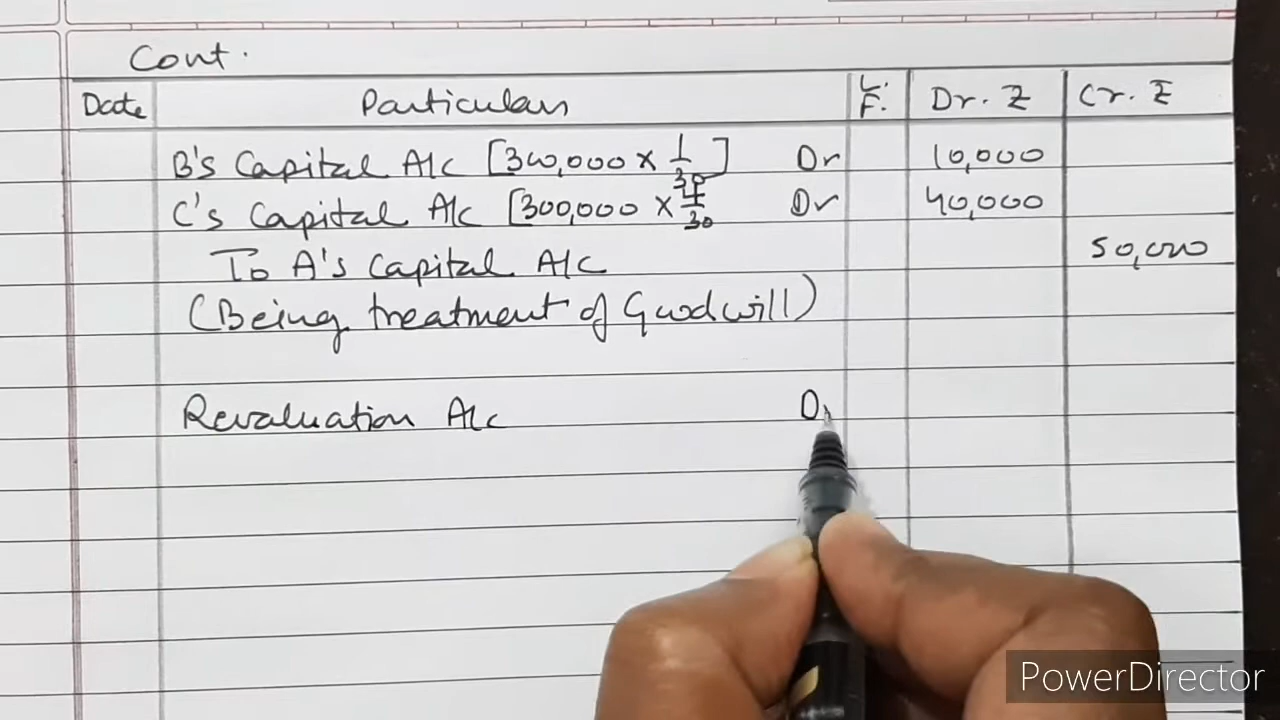 Cont.
Date Particulars L.F. Dr. ₹ Cr. ₹
B's Capital A/c [300,000 × 1/30] Dr 10,000
C's Capital A/c [300,000 × 4/30 Dr 40,000
To A's Capital A/c 50,000
(Being treatment of Goodwill)
Revaluation A/c Dr
PowerDirector